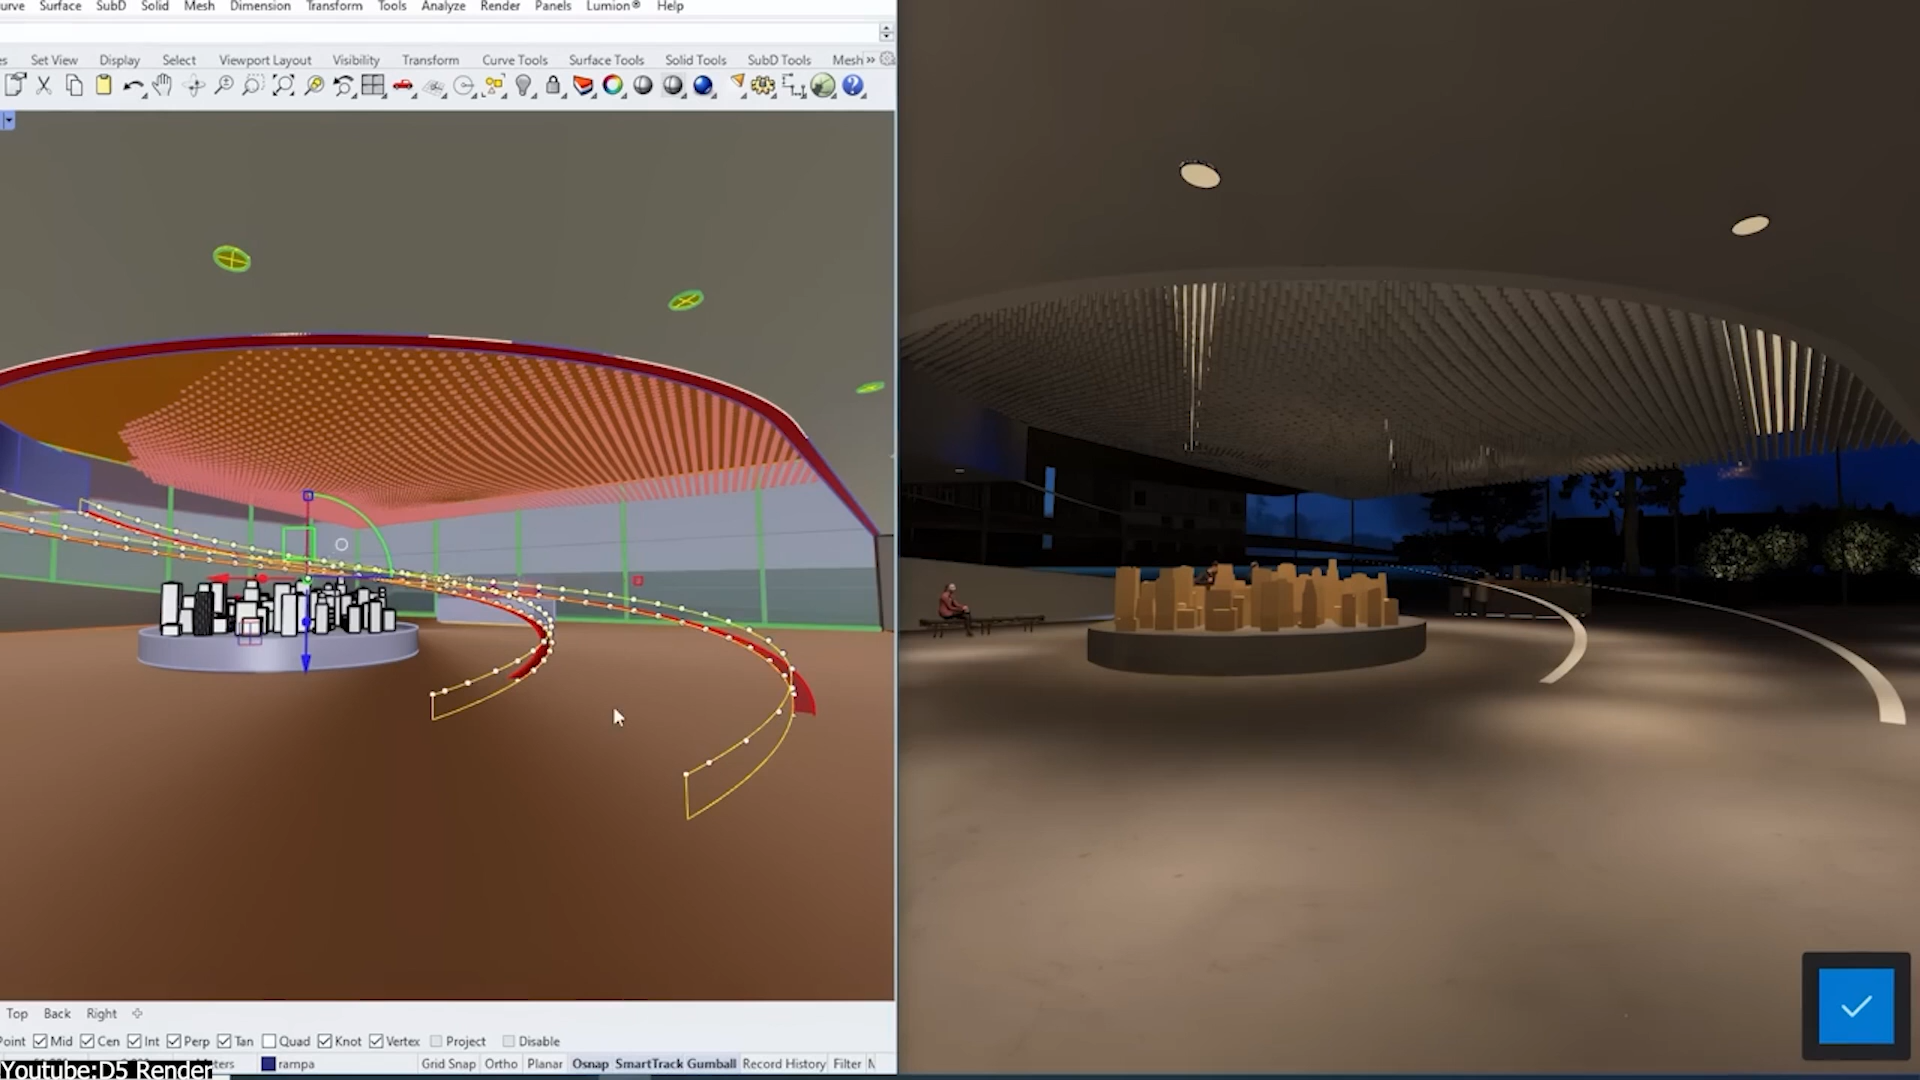 urve Surface SubD Solid Mesh Dimension Transform Tools Analyze Render Panels Lumion® Help
es Set View Display Select Viewport Layout Visibility Transform Curve Tools Surface Tools Solid Tools SubD Tools Mesh »
Top Back Right
Point Mid Cen Int Perp Tan Quad Knot Vertex Project Disable
ters rampa Grid Snap Ortho Planar Osnap SmartTrack Gumball Record History Filter M
Youtube:D5 Render